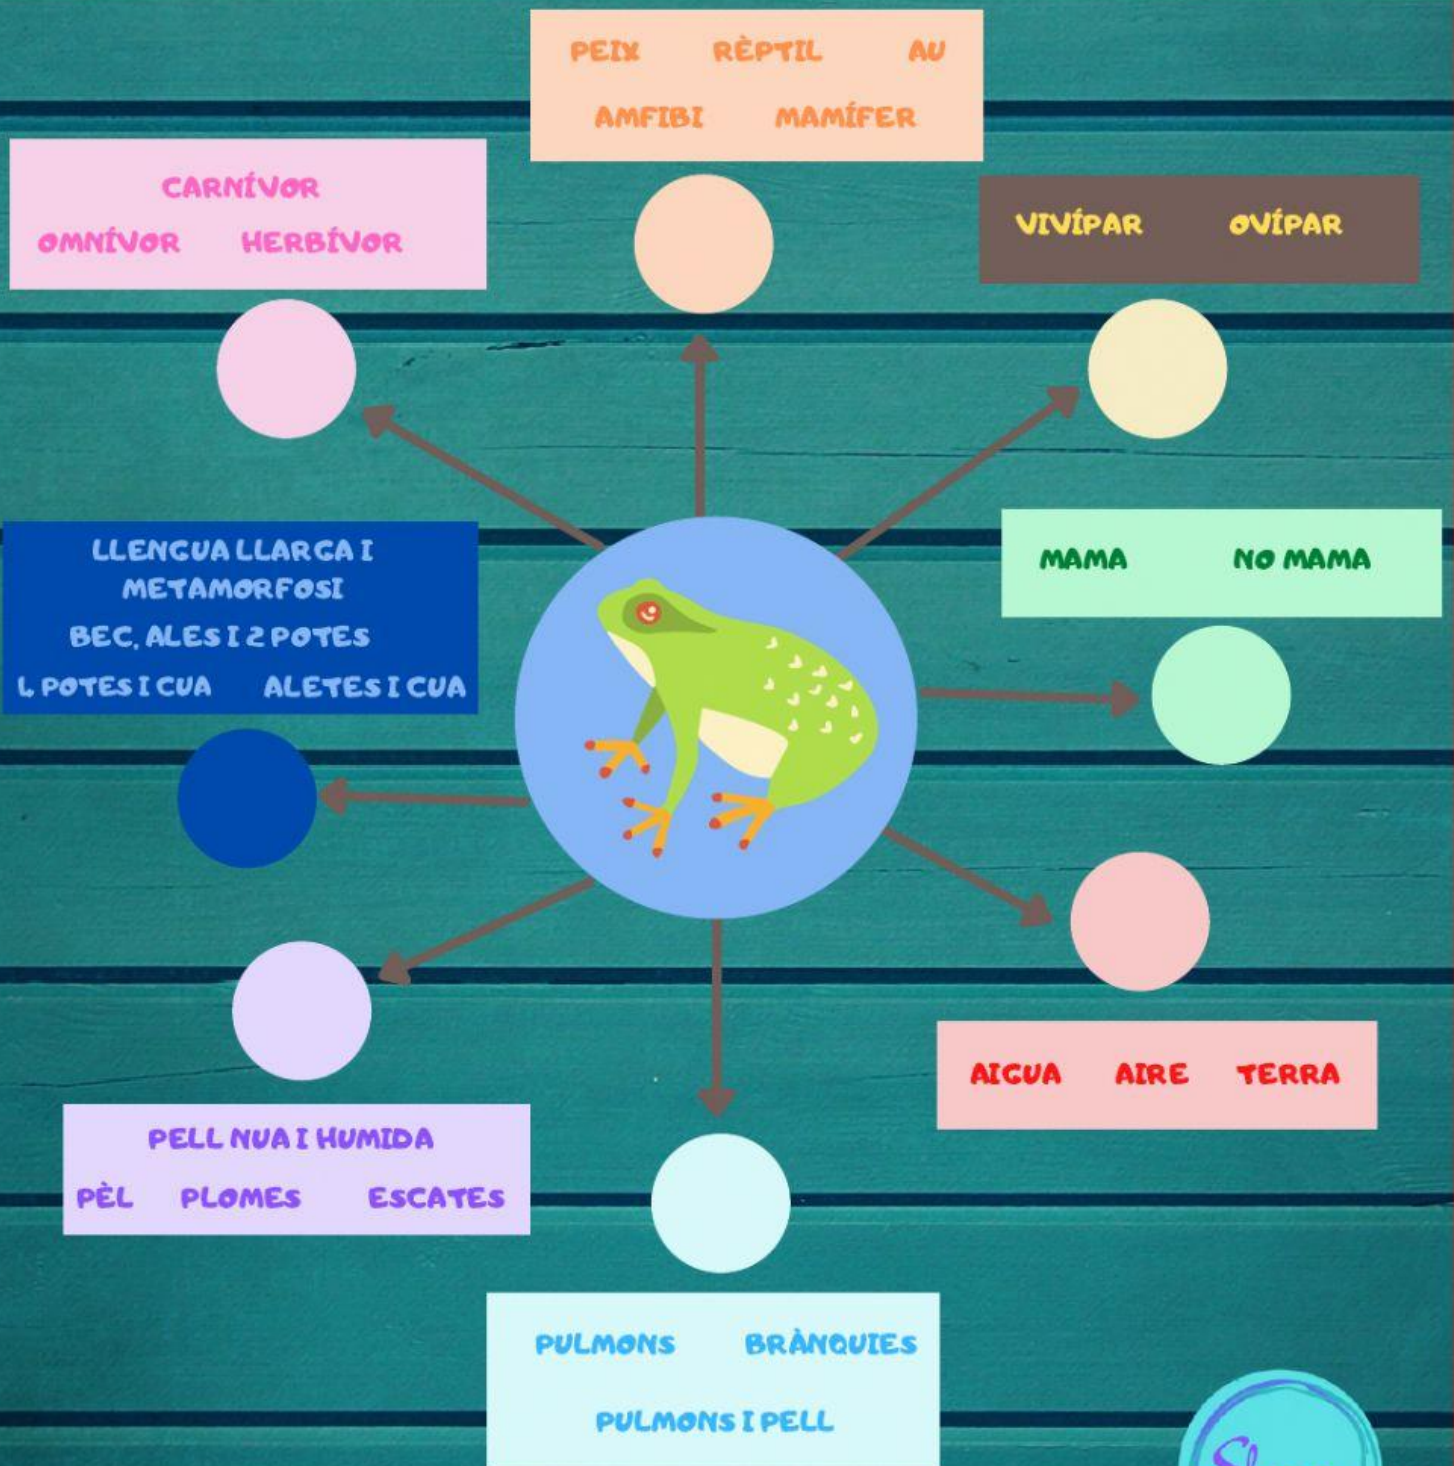 PEIX RÈPTIL AU
AMFIBI MAMÍFER
CARNÍVOR
OMNÍVOR HERBÍVOR
VIVÍPAR OVÍPAR
LLENGUA LLARGA I
METAMORFOSI
BEC, ALES I 2 POTES
4 POTES I CUA ALETES I CUA
MAMA NO MAMA
AIGUA AIRE TERRA
PELL NUA I HUMIDA
PÈL PLOMES ESCATES
PULMONS BRÀNQUIES
PULMONS I PELL